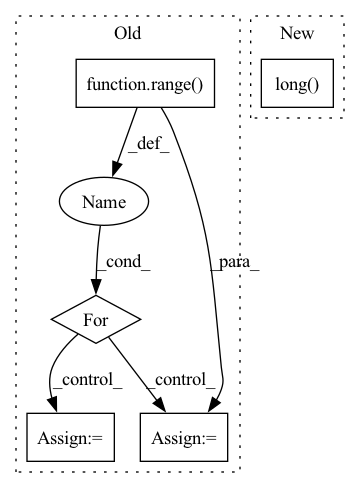 Old
New
function.range()
long()
_def_
Name
_cond_
_para_
For
_control_
_control_
Assign:=
Assign:=